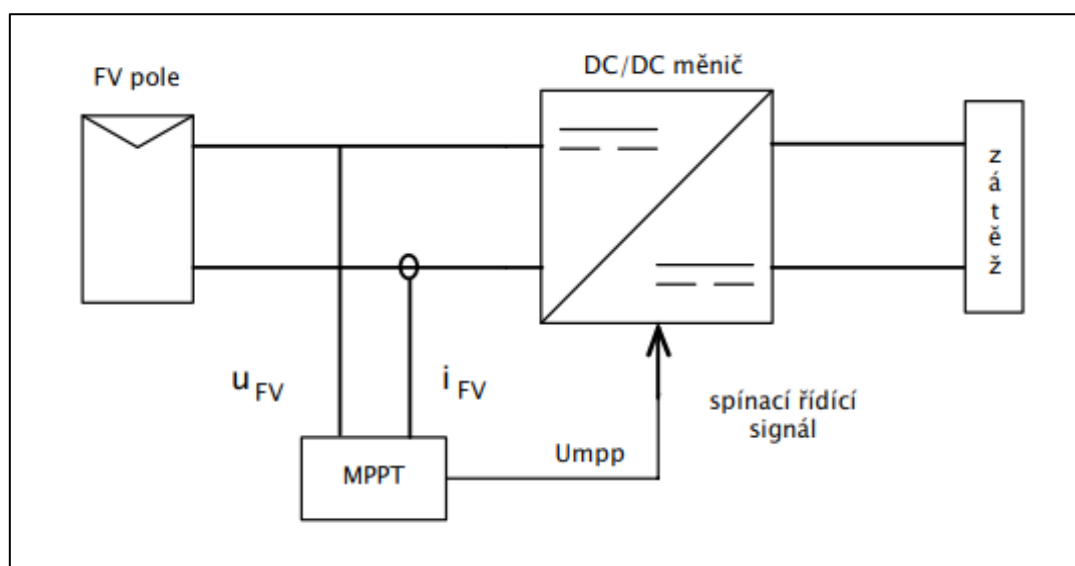 FV pole
DC/DC měnič
z
á
t
ě
ž
u FV
i FV
spínací řídící
signál
Umpp
MPPT